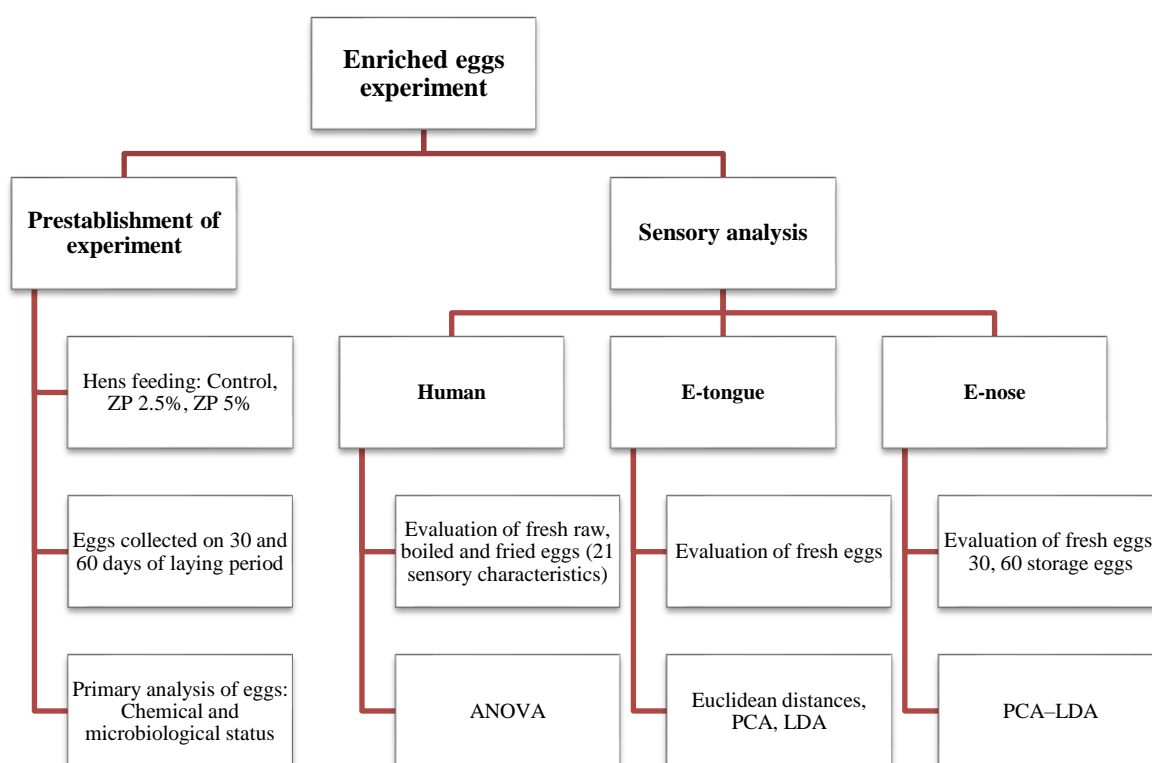 Enriched eggs
experiment
Prestablishment of
experiment
Sensory analysis
Hens feeding: Control,
ZP 2.5%, ZP 5%
Human
E-tongue
E-nose
Eggs collected on 30 and
60 days of laying period
Evaluation of fresh raw,
boiled and fried eggs (21
sensory characteristics)
Evaluation of fresh eggs
Evaluation of fresh eggs
30, 60 storage eggs
Primary analysis of eggs:
Chemical and
microbiological status
ANOVA
Euclidean distances,
PCA, LDA
PCA–LDA